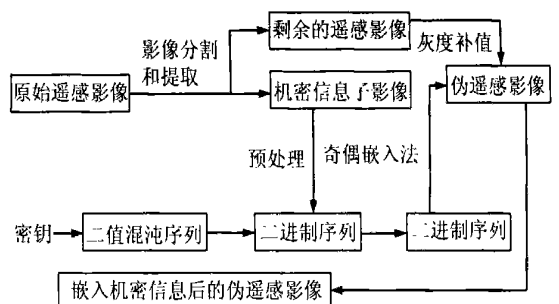 剩余的遥感影像
影像分割
和提取
灰度补值
原始遥感影像
机密信息子影像
伪遥感影像
预处理
奇偶嵌入法
密钥
二值混沌序列
二进制序列
二进制序列
嵌入机密信息后的伪遥感影像